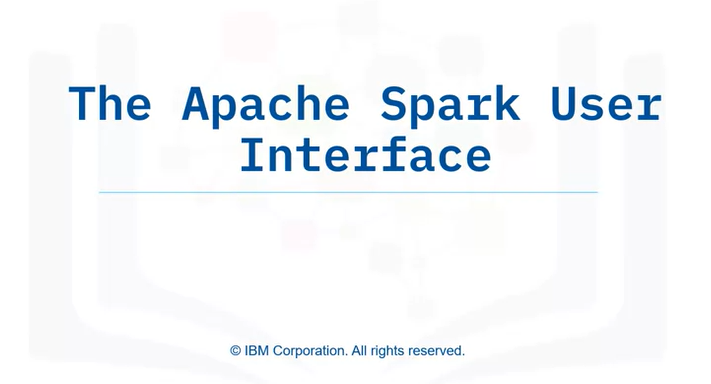 The Apache Spark User
Interface
© IBM Corporation. All rights reserved.